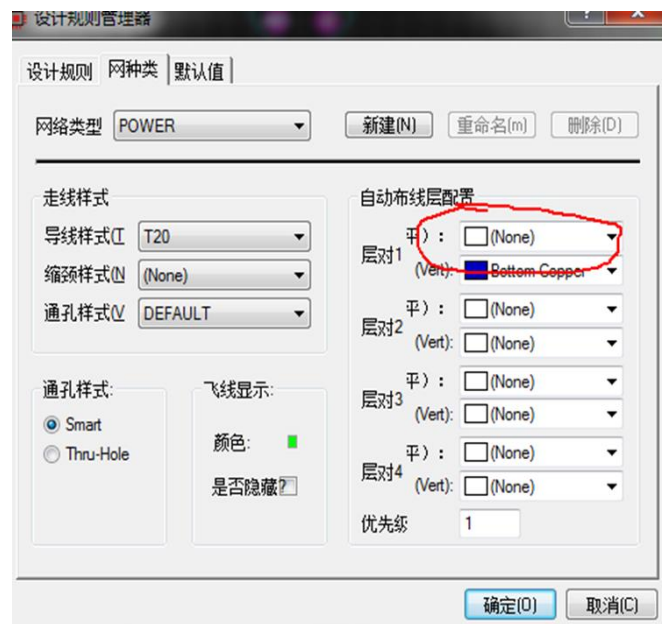 设计规则管理器
设计规则 网种类 默认值
网络类型 POWER 新建(N) 重命名(m) 删除(D)
走线样式
导线样式(T T20
缩颈样式(N (None)
通孔样式(V DEFAULT
通孔样式:
Smart
Thru-Hole
飞线显示:
颜色:
是否隐藏?
自动布线层配置
层对1 平）: (None)
(Vert): Bottom Copper
层对2 平）: (None)
(Vert): (None)
层对3 平）: (None)
(Vert): (None)
层对4 平）: (None)
(Vert): (None)
优先级 1
确定(O) 取消(C)